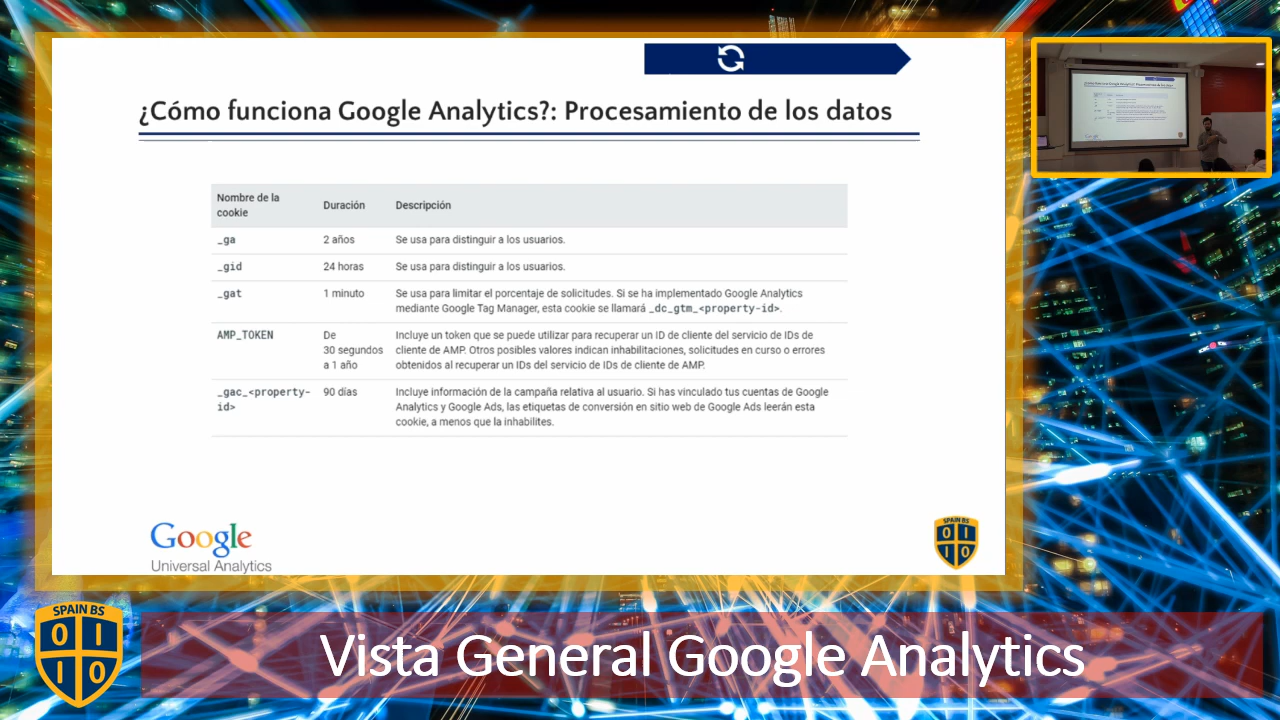 ¿Cómo funciona Google Analytics?: Procesamiento de los datos
Nombre de la
cookie
Duración
Descripción
_ga
2 años
Se usa para distinguir a los usuarios.
_gid
24 horas
Se usa para distinguir a los usuarios.
_gat
1 minuto
Se usa para limitar el porcentaje de solicitudes. Si se ha implementado Google Analytics
mediante Google Tag Manager, esta cookie se llamará _dc_gtm_<property-id>.
AMP_TOKEN
De
30 segundos
a 1 año
Incluye un token que se puede utilizar para recuperar un ID de cliente del servicio de IDs de
cliente de AMP. Otros posibles valores indican inhabilitaciones, solicitudes en curso o errores
obtenidos al recuperar un IDs del servicio de IDs de cliente de AMP.
_gac_<property-
id>
90 días
Incluye información de la campaña relativa al usuario. Si has vinculado tus cuentas de Google
Analytics y Google Ads, las etiquetas de conversión en sitio web de Google Ads leerán esta
cookie, a menos que la inhabilites.
Google
Universal Analytics
SPAIN BS
O I
I O
SPAIN BS
O I
I O
Vista General Google Analytics